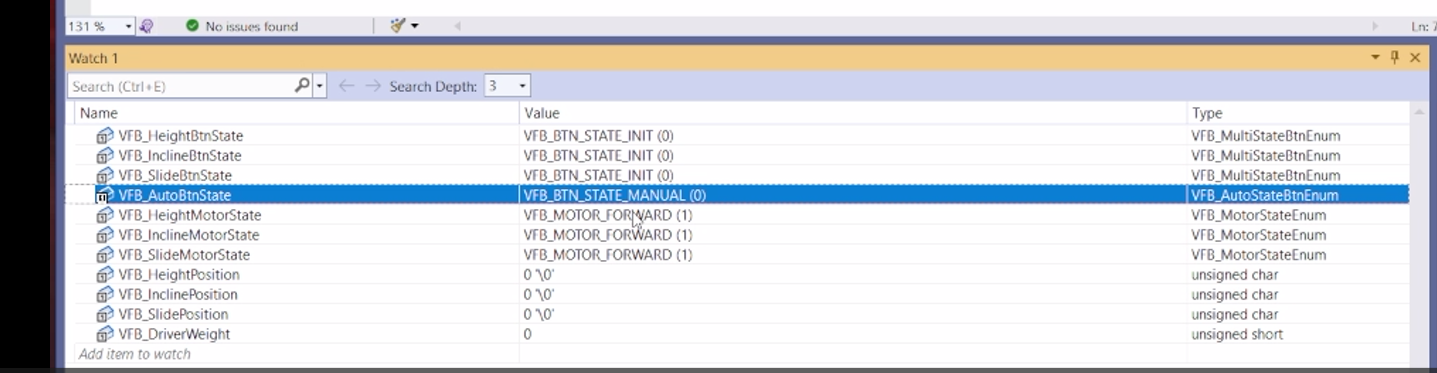 131 % No issues found Ln: 7
Watch 1
Search (Ctrl+E) Search Depth: 3
Name Value Type
VFB_HeightBtnState VFB_BTN_STATE_INIT (0) VFB_MultiStateBtnEnum
VFB_InclineBtnState VFB_BTN_STATE_INIT (0) VFB_MultiStateBtnEnum
VFB_SlideBtnState VFB_BTN_STATE_INIT (0) VFB_MultiStateBtnEnum
VFB_AutoBtnState VFB_BTN_STATE_MANUAL (0) VFB_AutoStateBtnEnum
VFB_HeightMotorState VFB_MOTOR_FORWARD (1) VFB_MotorStateEnum
VFB_InclineMotorState VFB_MOTOR_FORWARD (1) VFB_MotorStateEnum
VFB_SlideMotorState VFB_MOTOR_FORWARD (1) VFB_MotorStateEnum
VFB_HeightPosition 0 '\0' unsigned char
VFB_InclinePosition 0 '\0' unsigned char
VFB_SlidePosition 0 '\0' unsigned char
VFB_DriverWeight 0 unsigned short
Add item to watch